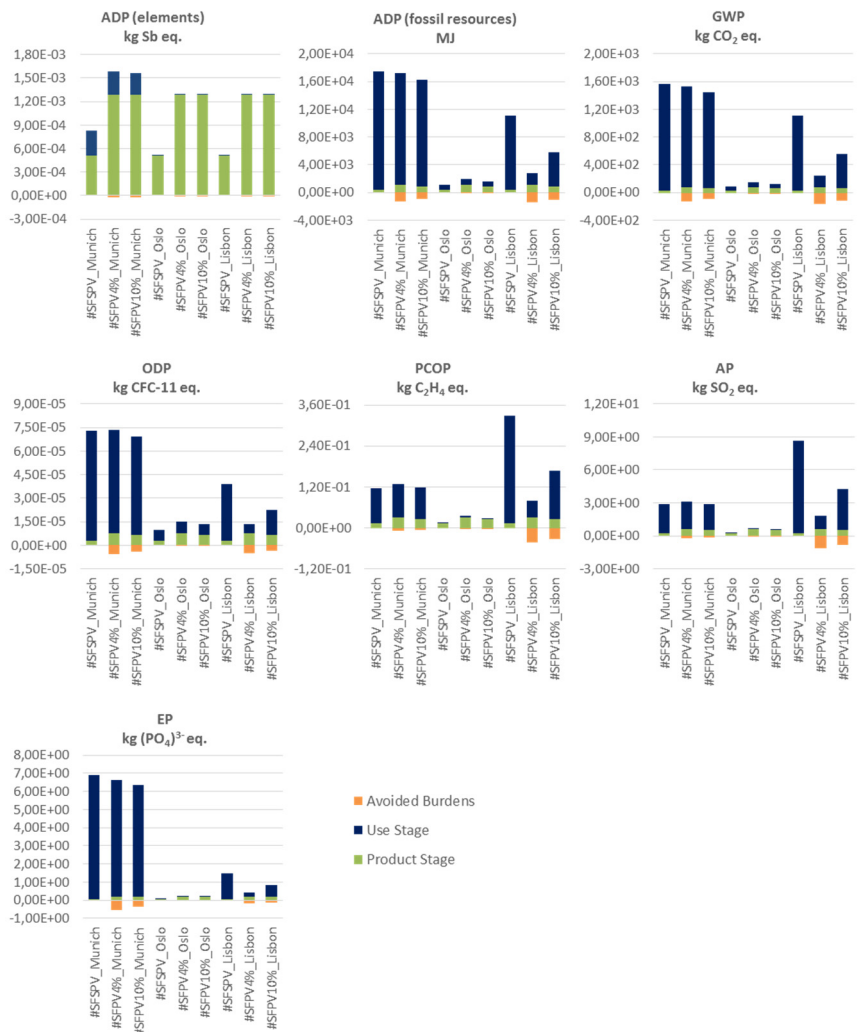 ADP (elements)
kg Sb eq.
1,80E-03
1,50E-03
1,20E-03
9,00E-04
6,00E-04
3,00E-04
0,00E+00
-3,00E-04
#SFSPV_Munich
#SFPV4%_Munich
#SFPV10%_Munich
#SFSPV_Oslo
#SFPV4%_Oslo
#SFPV10%_Oslo
#SFSPV_Lisbon
#SFPV4%_Lisbon
#SFPV10%_Lisbon
ADP (fossil resources)
MJ
2,00E+04
1,60E+04
1,20E+04
8,00E+03
4,00E+03
0,00E+00
-4,00E+03
#SFSPV_Munich
#SFPV4%_Munich
#SFPV10%_Munich
#SFSPV_Oslo
#SFPV4%_Oslo
#SFPV10%_Oslo
#SFSPV_Lisbon
#SFPV4%_Lisbon
#SFPV10%_Lisbon
GWP
kg CO₂ eq.
2,00E+03
1,60E+03
1,20E+03
8,00E+02
4,00E+02
0,00E+00
-4,00E+02
#SFSPV_Munich
#SFPV4%_Munich
#SFPV10%_Munich
#SFSPV_Oslo
#SFPV4%_Oslo
#SFPV10%_Oslo
#SFSPV_Lisbon
#SFPV4%_Lisbon
#SFPV10%_Lisbon
ODP
kg CFC-11 eq.
9,00E-05
7,50E-05
6,00E-05
4,50E-05
3,00E-05
1,50E-05
0,00E+00
-1,50E-05
#SFSPV_Munich
#SFPV4%_Munich
#SFPV10%_Munich
#SFSPV_Oslo
#SFPV4%_Oslo
#SFPV10%_Oslo
#SFSPV_Lisbon
#SFPV4%_Lisbon
#SFPV10%_Lisbon
PCOP
kg C₂H₄ eq.
3,60E-01
2,40E-01
1,20E-01
0,00E+00
-1,20E-01
#SFSPV_Munich
#SFPV4%_Munich
#SFPV10%_Munich
#SFSPV_Oslo
#SFPV4%_Oslo
#SFPV10%_Oslo
#SFSPV_Lisbon
#SFPV4%_Lisbon
#SFPV10%_Lisbon
AP
kg SO₂ eq.
1,20E+01
9,00E+00
6,00E+00
3,00E+00
0,00E+00
-3,00E+00
#SFSPV_Munich
#SFPV4%_Munich
#SFPV10%_Munich
#SFSPV_Oslo
#SFPV4%_Oslo
#SFPV10%_Oslo
#SFSPV_Lisbon
#SFPV4%_Lisbon
#SFPV10%_Lisbon
EP
kg (PO₄)³⁻ eq.
8,00E+00
7,00E+00
6,00E+00
5,00E+00
4,00E+00
3,00E+00
2,00E+00
1,00E+00
0,00E+00
-1,00E+00
#SFSPV_Munich
#SFPV4%_Munich
#SFPV10%_Munich
#SFSPV_Oslo
#SFPV4%_Oslo
#SFPV10%_Oslo
#SFSPV_Lisbon
#SFPV4%_Lisbon
#SFPV10%_Lisbon
Avoided Burdens
Use Stage
Product Stage